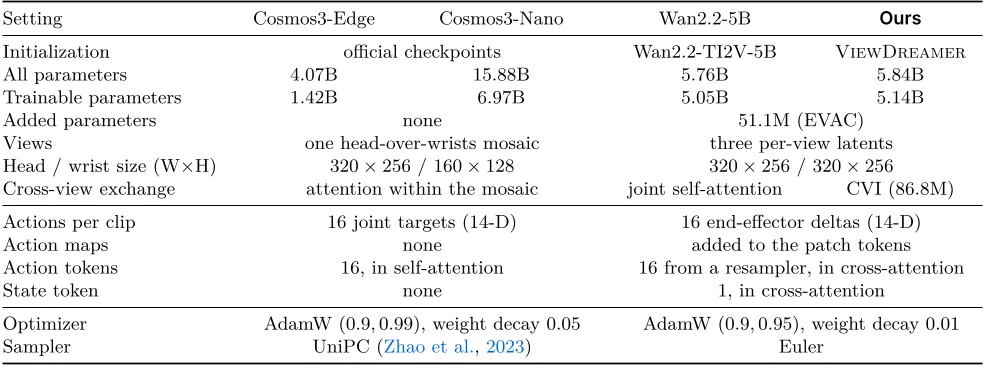 Setting Cosmos3-Edge Cosmos3-Nano Wan2.2-5B Ours
Initialization official checkpoints Wan2.2-TI2V-5B VIEWDREAMER
All parameters 4.07B 15.88B 5.76B 5.84B
Trainable parameters 1.42B 6.97B 5.05B 5.14B
Added parameters none 51.1M (EVAC)
Views one head-over-wrists mosaic three per-view latents
Head / wrist size (W×H) 320 × 256 / 160 × 128 320 × 256 / 320 × 256
Cross-view exchange attention within the mosaic joint self-attention CVI (86.8M)
Actions per clip 16 joint targets (14-D) 16 end-effector deltas (14-D)
Action maps none added to the patch tokens
Action tokens 16, in self-attention 16 from a resampler, in cross-attention
State token none 1, in cross-attention
Optimizer AdamW (0.9, 0.99), weight decay 0.05 AdamW (0.9, 0.95), weight decay 0.01
Sampler UniPC (Zhao et al., 2023) Euler